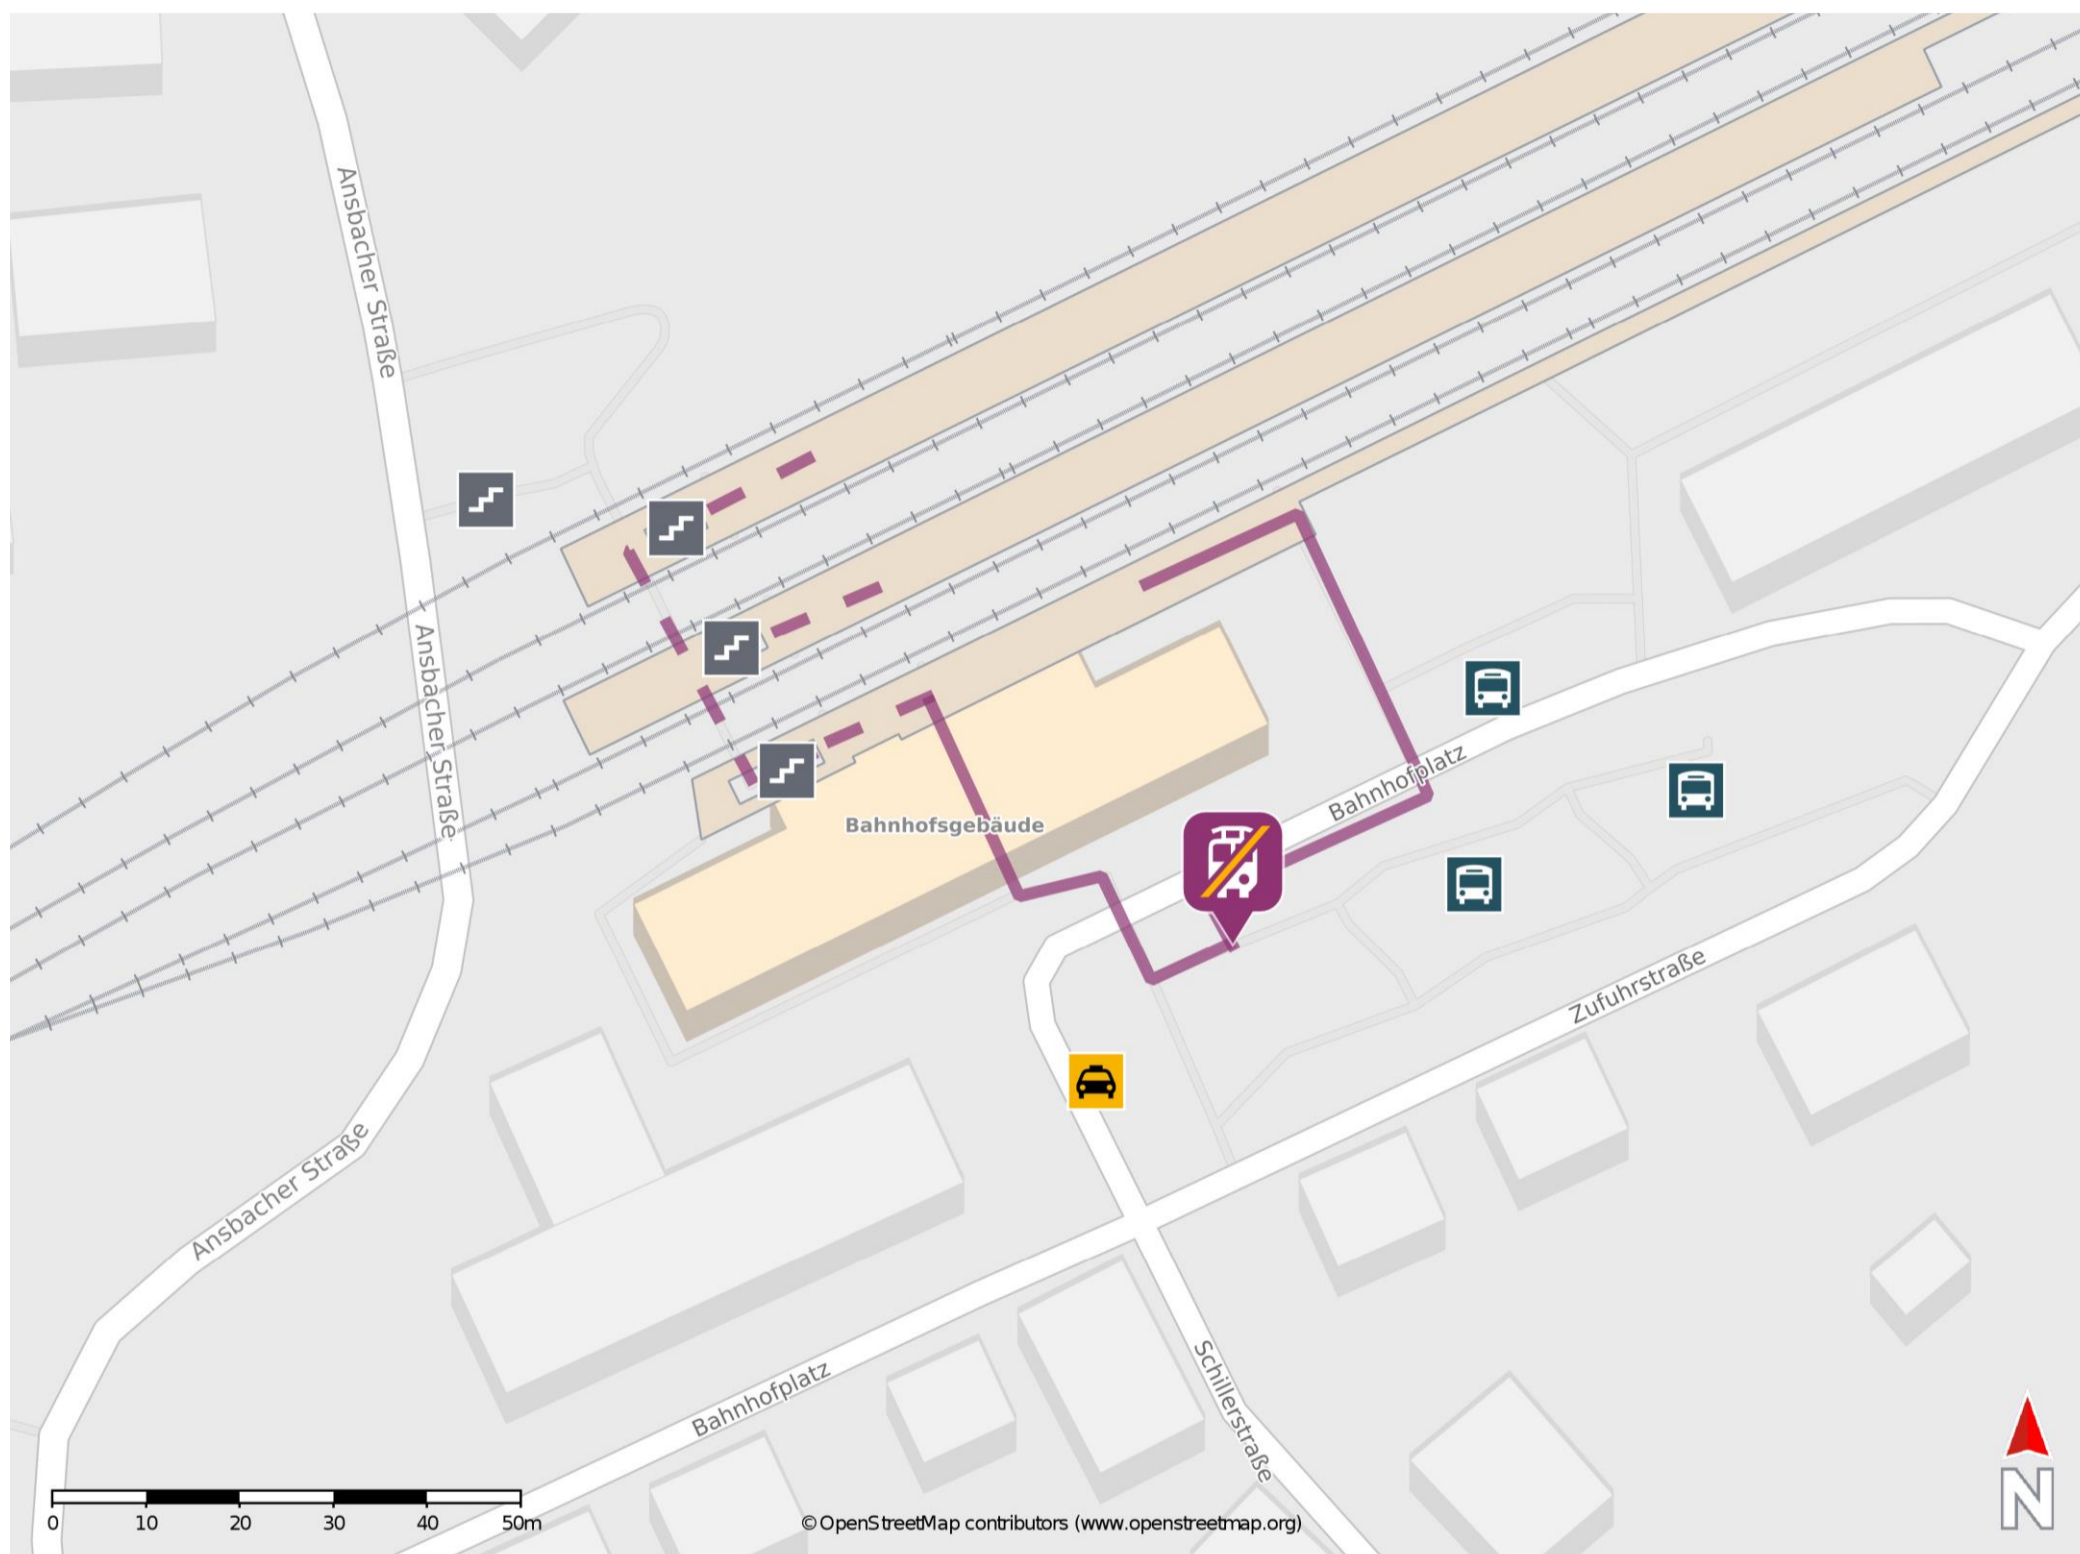 Ansbacher Straße
Ansbacher Straße
Bahnhofplatz
Bahnhofsgebäude
Zufuhrstraße
Ansbacher Straße
Bahnhofplatz
Schillerstraße
0 10 20 30 40 50m
© OpenStreetMap contributors (www.openstreetmap.org)
N